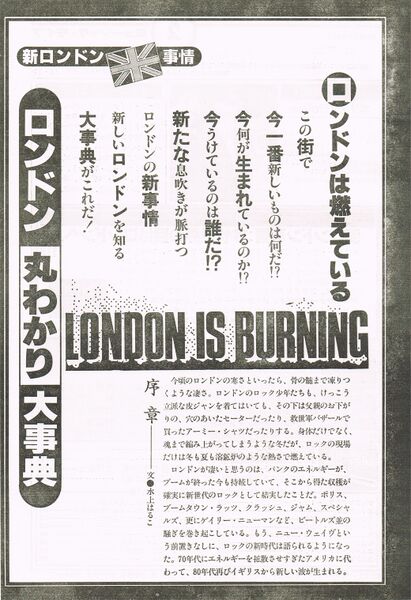 新ロンドン事情
ロンドンは燃えている
この街で
今一番新しいものは何だ!?
今何が生まれているのか!?
今うけているのは誰だ!?
新たな息吹きが脈打つ
ロンドンの新事情
新しいロンドンを知る
大事典がこれだ!
ロンドン 丸わかり 大事典
LONDON IS BURNING
序章──文●水上はるこ
今頃のロンドンの寒さといったら、骨の髄まで凍りつ
くような凄さ。ロンドンのロック少年たちも、けっこう
立派な皮ジャンを着てはいても、その下は父親のお下が
りの、穴のあいたセーターだったり、救世軍バザールで
買ったアーミー・シャツだったりする。身体だけでなく、
魂まで縮み上がってしまうような冬だが、ロックの現場
だけは冬も夏も溶鉱炉のような熱さで燃えている。
ロンドンが凄いと思うのは、パンクのエネルギーが、
ブームが終った今も持続していて、そこから得た収穫が
確実に新世代のロックとして結実したことだ。ポリス、
ブームタウン・ラッツ、クラッシュ、ジャム、スペシャ
ルズ、更にゲイリー・ニューマンなど、ビートルズ並の
騒ぎを巻き起こしている。もう、ニュー・ウェイヴとい
う前置きなしに、ロックの新時代は語られるようになっ
た。70年代にエネルギーを拡散させすぎたアメリカに代
わって、80年代再びイギリスから新しい波が生まれる。